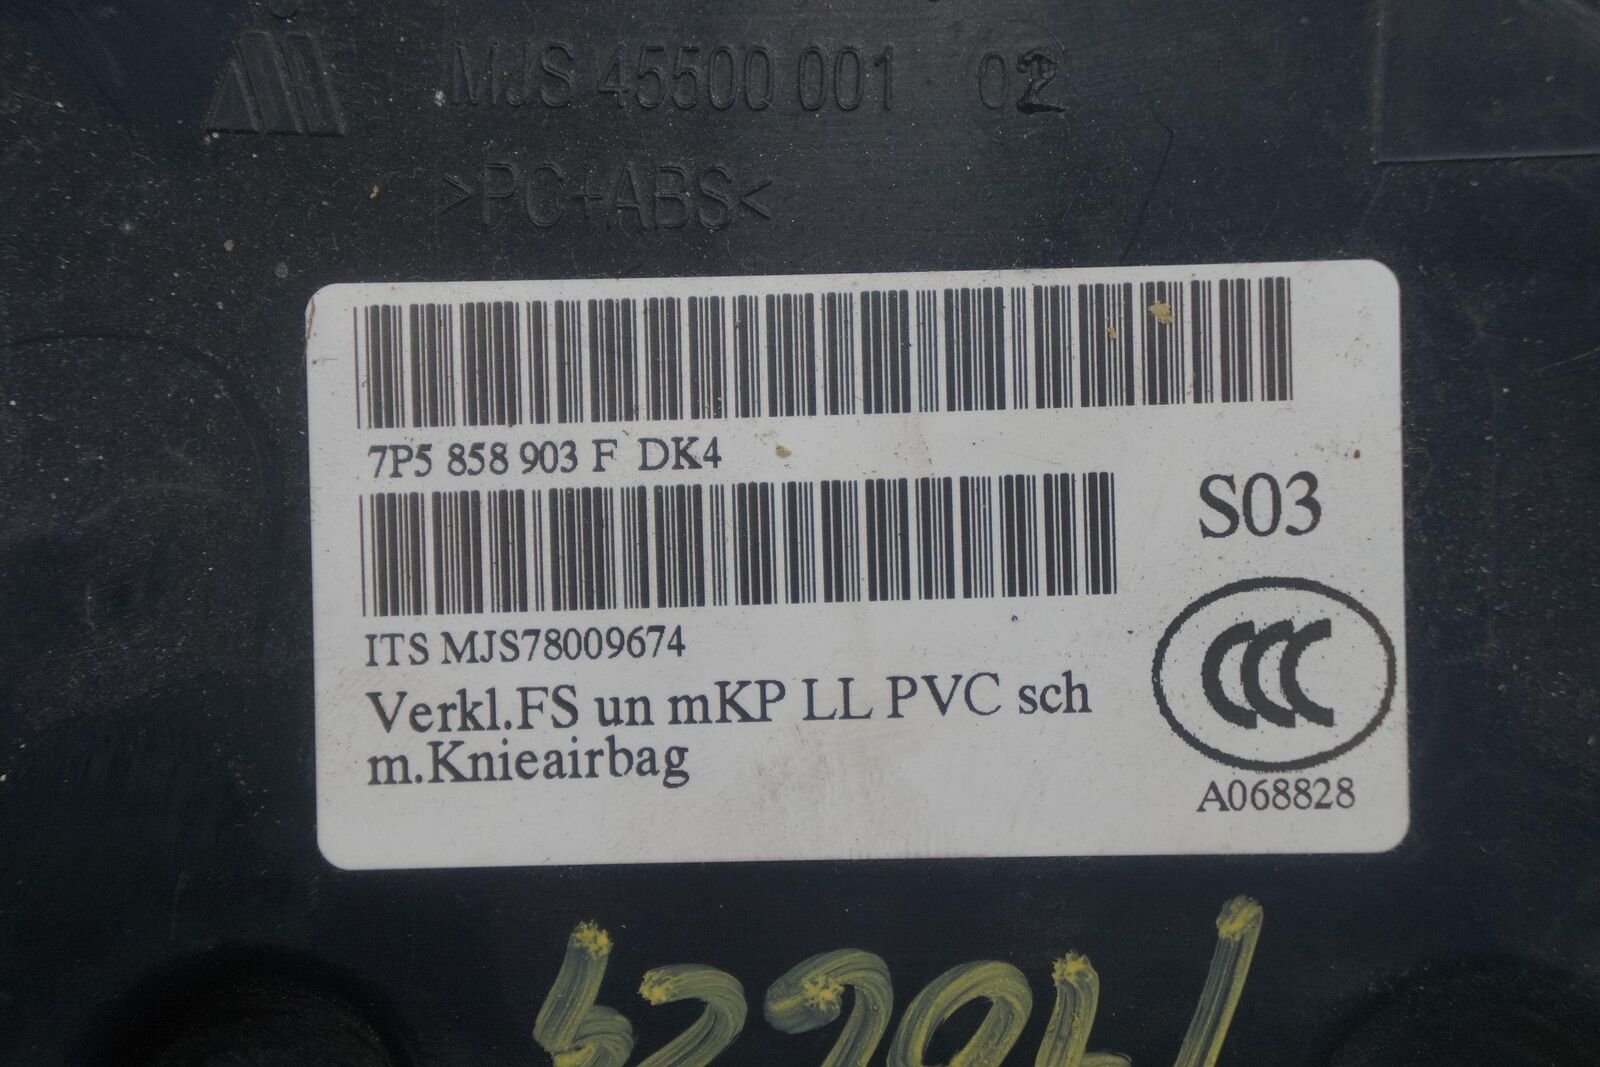 MJS 45500 001 02
>PC+ABS<
7P5 858 903 F DK4
ITS MJS78009674
S03
Verkl.FS un mKP LL PVC sch
m.Knieairbag
CCC
A068828